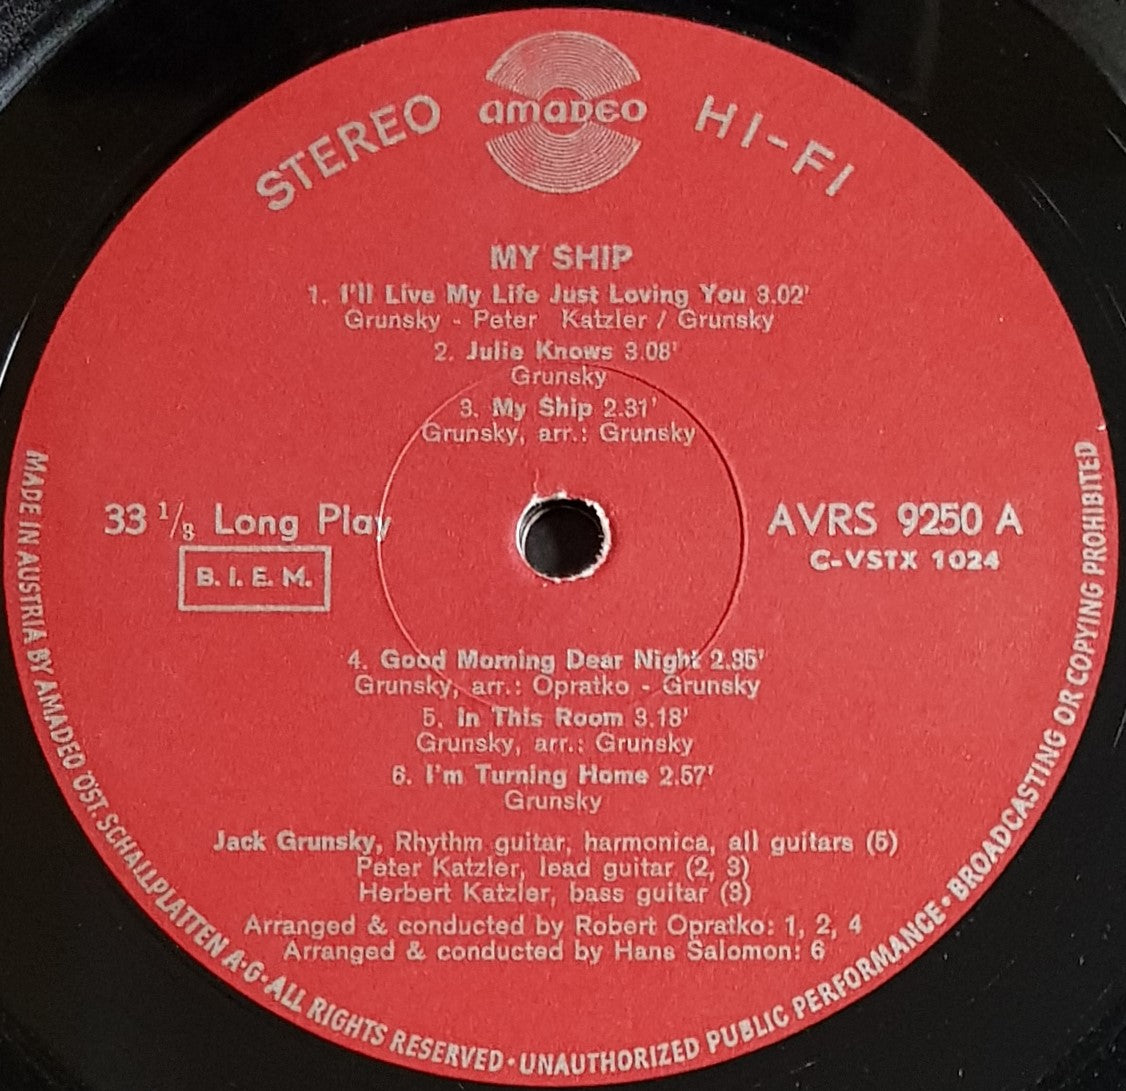 STEREO amaDeo HI-FI
MY SHIP
1. I'll Live My Life Just Loving You 3.02'
Grunsky - Peter Katzler / Grunsky
2. Julie Knows 3.08'
Grunsky
3. My Ship 2.31'
Grunsky, arr.: Grunsky
33 1/3 Long Play
B. I. E. M.
AVRS 9250 A
C-VSTX 1024
4. Good Morning Dear Night 2.35'
Grunsky, arr.: Opratko - Grunsky
5. In This Room 3.18'
Grunsky, arr.: Grunsky
6. I'm Turning Home 2.57'
Grunsky
Jack Grunsky, Rhythm guitar, harmonica, all guitars (5)
Peter Katzler, lead guitar (2, 3)
Herbert Katzler, bass guitar (3)
Arranged & conducted by Robert Opratko: 1, 2, 4
Arranged & conducted by Hans Salomon: 6
MADE IN AUSTRIA BY AMADEO ÖST. SCHALLPLATTEN A·G·ALL RIGHTS RESERVED·UNAUTHORIZED PUBLIC PERFORMANCE·BROADCASTING OR COPYING PROHIBITED